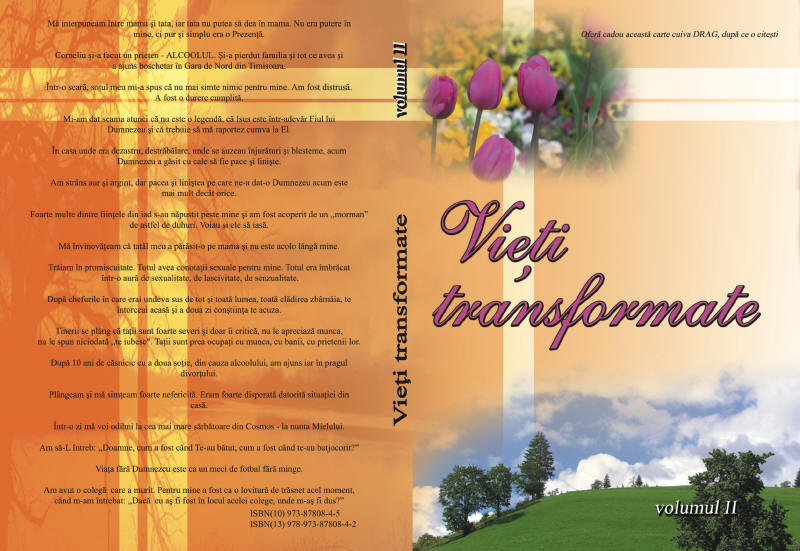 Mă interpuneam între mama și tata, iar tata nu putea să dea în mama. Nu era putere în
mine, ci pur și simplu era o Prezență.
Corneliu și-a facut un prieten - ALCOOLUL. Și-a pierdut familia și tot ce avea și
a ajuns boschetar în Gara de Nord din Timisoara.
Într-o seară, soțul meu mi-a spus că nu mai simte nimic pentru mine. Am fost distrusă.
A fost o durere cumplită.
Mi-am dat seama atunci că nu este o legendă, că Isus este într-adevăr Fiul lui
Dumnezeu și că trebuie să mă raportez cumva la El.
În casa unde era dezastru, destrăbălare, unde se auzeau înjurături și blesteme, acum
Dumnezeu a găsit cu cale să fie pace și liniște.
Am strâns aur și argint, dar pacea și liniștea pe care ne-a dat-o Dumnezeu acum este
mai mult decât orice.
Foarte multe dintre ființele din iad s-au năpustit peste mine și am fost acoperit de un „morman”
de astfel de duhuri. Voiau și ele să iasă.
Mă învinovățeam că tatăl meu a părăsit-o pe mama și nu este acolo lângă mine.
Trăiam în promiscuitate. Totul avea conotații sexuale pentru mine. Totul era îmbrăcat
într-o aură de sexualitate, de lascivitate, de senzualitate.
După chefurile în care erai undeva sus de tot și toată lumea, toată clădirea zbârnâia, te
întorceai acasă și a doua zi conștiința te acuza.
Tinerii se plâng că tații sunt foarte severi și doar îi critică, nu le apreciază munca,
nu le spun niciodată „te iubesc". Tații sunt prea ocupați cu munca, cu banii, cu prietenii lor.
După 10 ani de căsnicie cu a doua soție, din cauza alcoolului, am ajuns iar în pragul
divorțului.
Plângeam și mă simțeam foarte nefericită. Eram foarte disperată datorită situației din
casă.
Într-o zi mă voi odihni la cea mai mare sărbătoare din Cosmos - la nunta Mielului.
Am să-L întreb: „Doamne, cum a fost când Te-au bătut, cum a fost când te-au batjocorit?”
Viața fără Dumnezeu este ca un meci de fotbal fără minge.
Am avut o colegă care a murit. Pentru mine a fost ca o lovitură de trăsnet acel moment,
când m-am întrebat: „Dacă eu aș fi fost în locul acelei colege, unde m-aș fi dus?”
ISBN(10) 973-87808-4-5
ISBN(13) 978-973-87808-4-2
Vieți transformate
volumul II
Oferă cadou această carte cuiva DRAG, după ce o citești
Vieți
transformate
volumul II